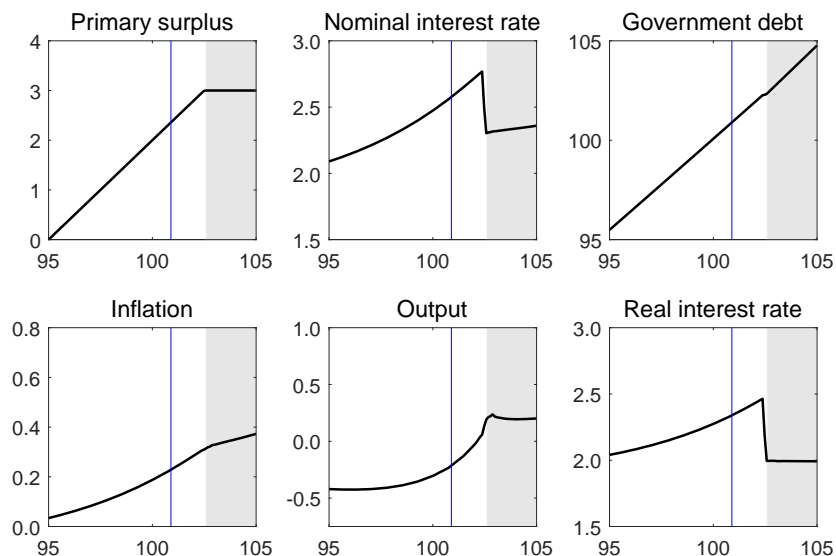 Primary surplus
4
3
2
1
0
95 100 105
Nominal interest rate
3.0
2.5
2.0
1.5
95 100 105
Government debt
105
100
95
95 100 105
Inflation
0.8
0.6
0.4
0.2
0.0
95 100 105
Output
1.0
0.5
0.0
-0.5
95 100 105
Real interest rate
3.0
2.5
2.0
1.5
95 100 105